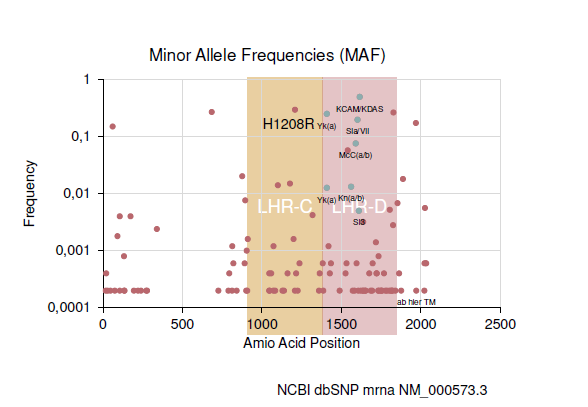 Minor Allele Frequencies (MAF)
1
KCAM/KDAS
H1208R
Yk(a)
Sla/VII
0,1
McC(a/b)
Frequency
0,01
Yk(a)
Kn(a/b)
LHR-C
LHR-D
0,001
ab hier TM
0,0001
0
500
1000
1500
2000
2500
Amio Acid Position
NCBI dbSNP mrna NM_000573.3